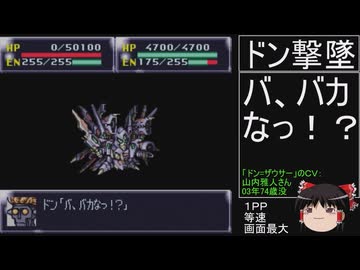 HP 0/50100
EN 255/255
HP 4700/4700
EN 175/255
ドン「バ、バカなっ!?」
ドン撃墜
バ、バカ
なっ!?
「ドン=ザウサー」のCV:
山内雅人さん
03年74歳没
1PP
等速
画面最大